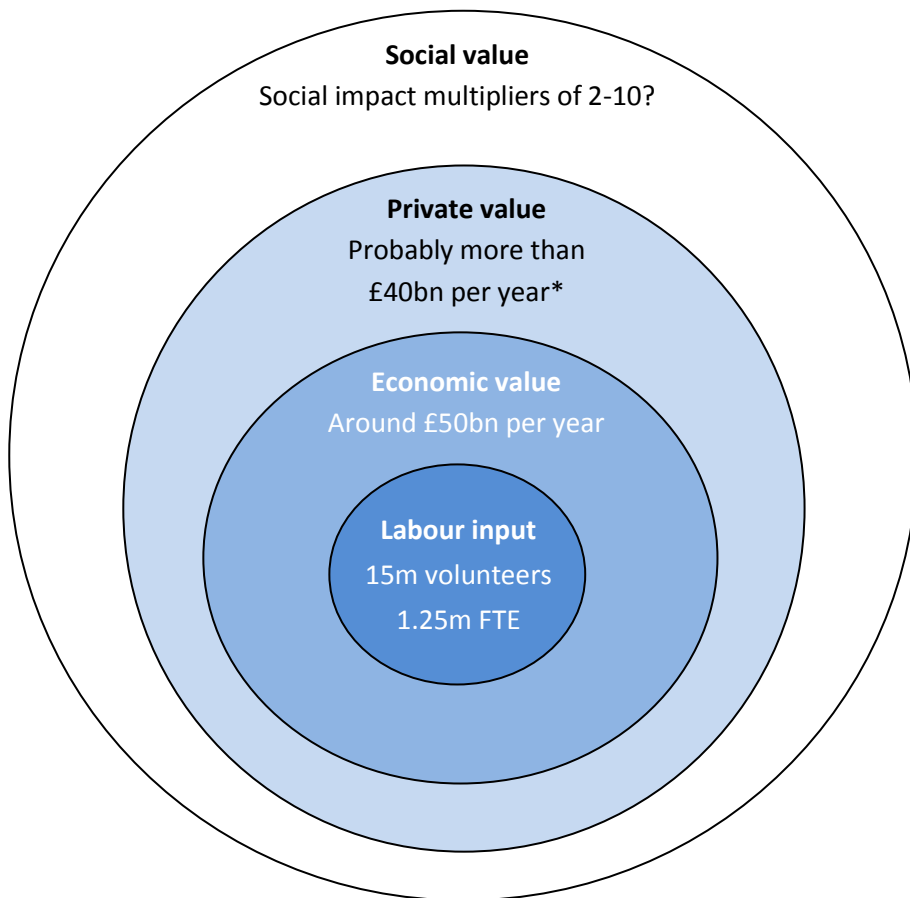 Social value
Social impact multipliers of 2-10?
Private value
Probably more than
£40bn per year*
Economic value
Around £50bn per year
Labour input
15m volunteers
1.25m FTE